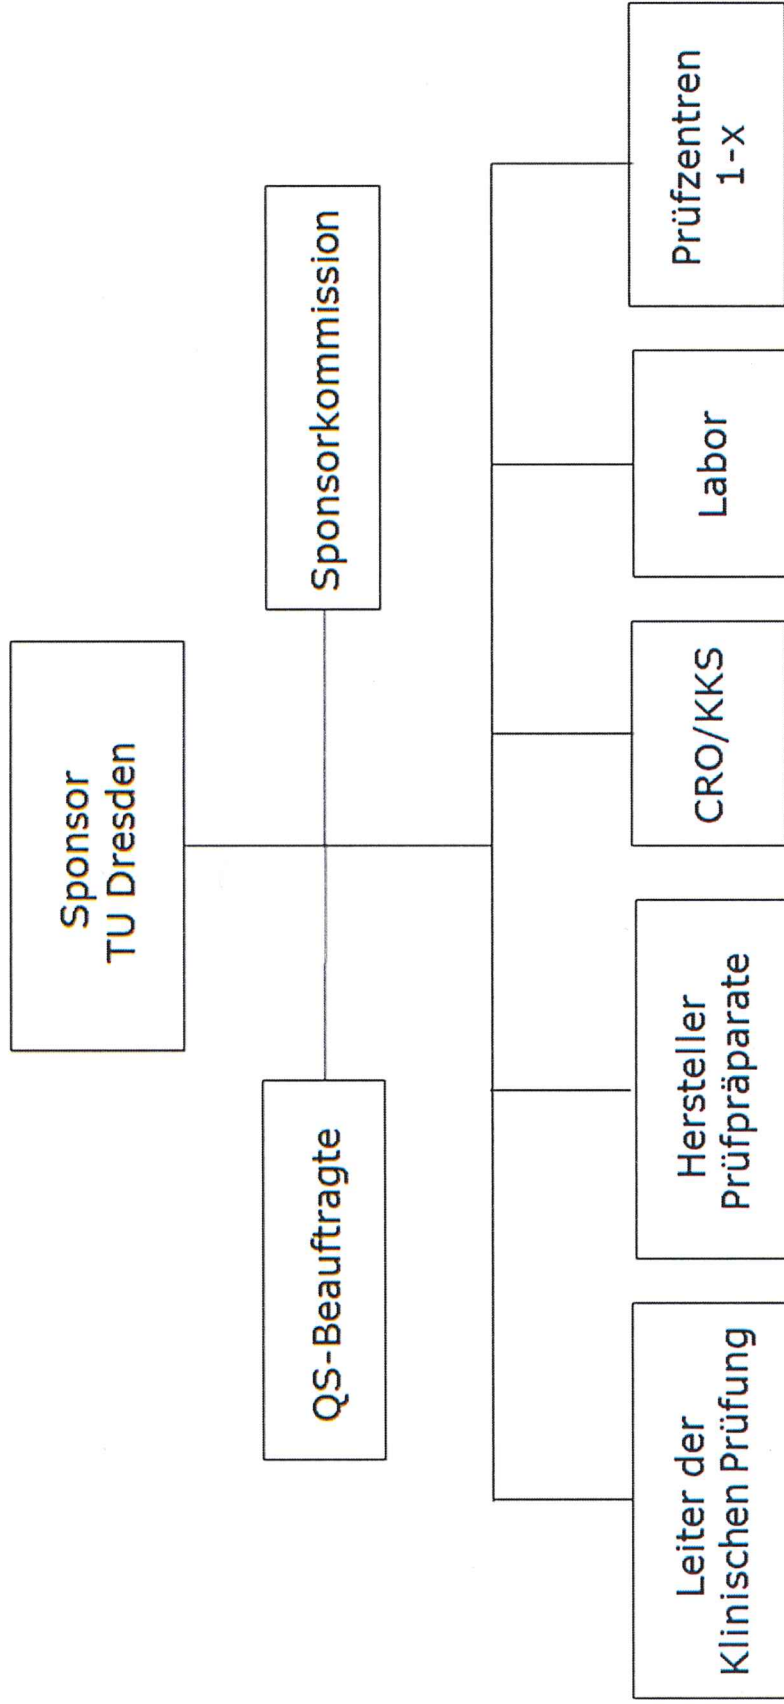 Sponsor
TU Dresden
QS-Beauftragte
Sponsorkommission
Leiter der
Klinischen Prüfung
Hersteller
Prüfpräparate
CRO/KKS
Labor
Prüfzentren
1-x